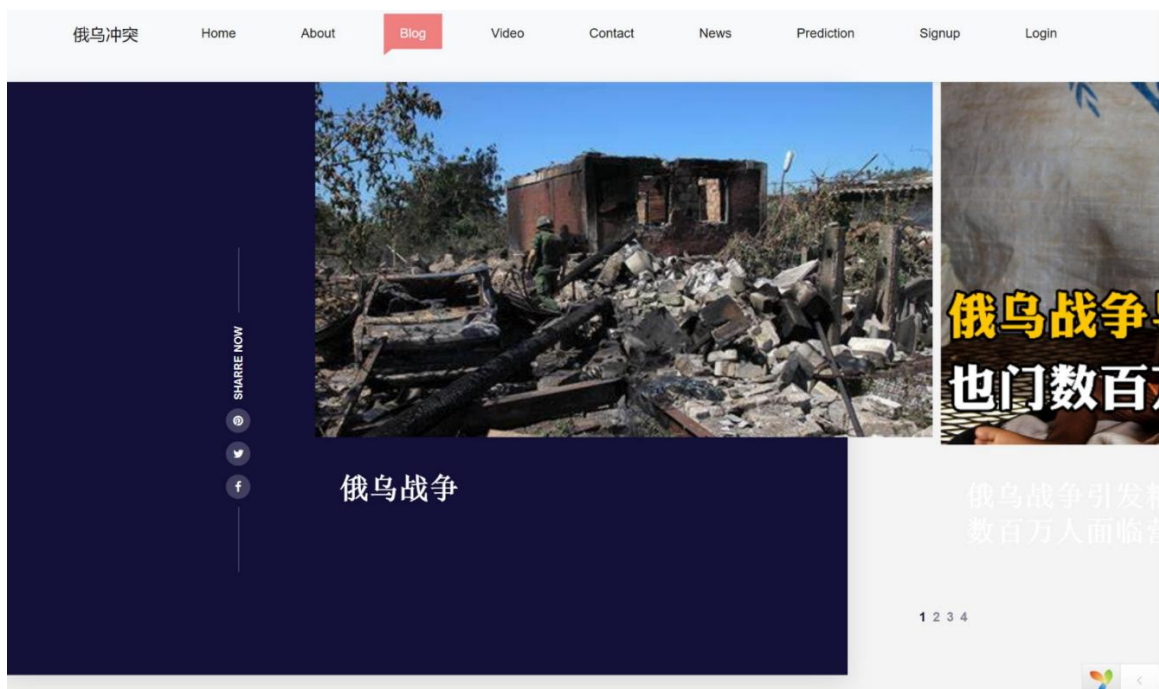 俄乌冲突 Home About Blog Video Contact News Prediction Signup Login
SHARRE NOW
俄乌战争
也门数百万
俄乌战争
俄乌战争引发
数百万人面临
1 2 3 4